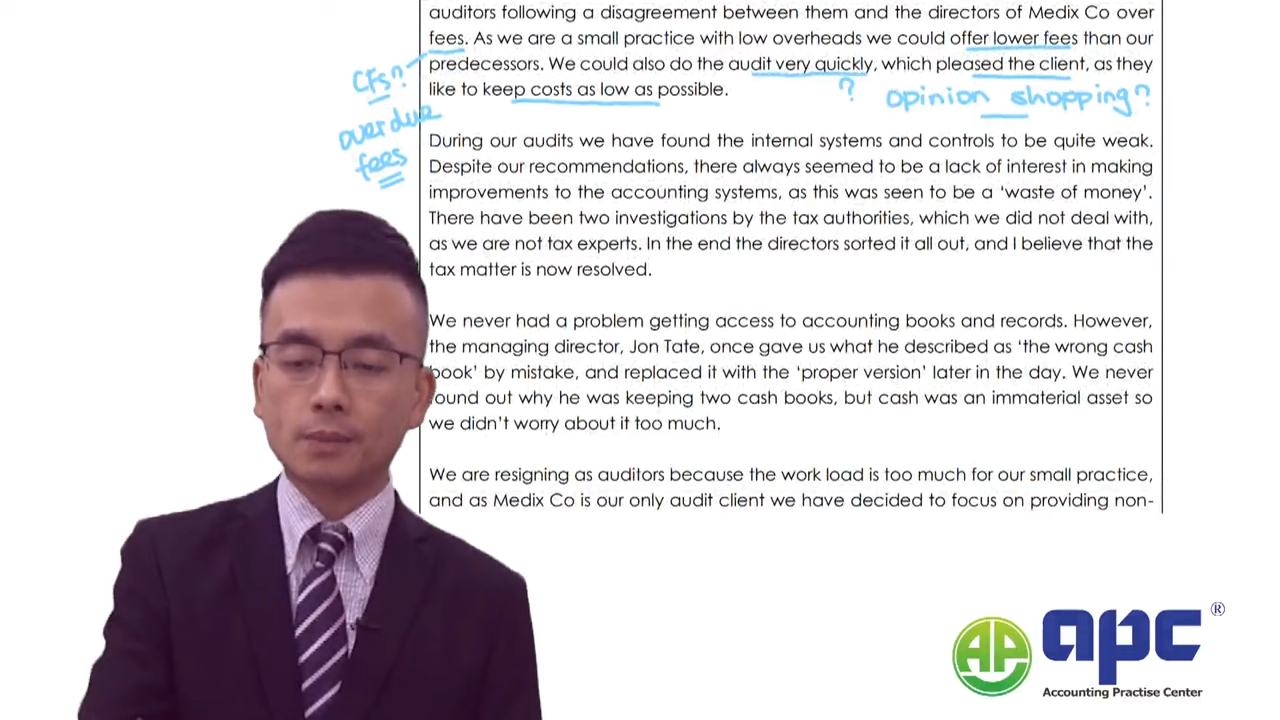 auditors following a disagreement between them and the directors of Medix Co over
fees. As we are a small practice with low overheads we could offer lower fees than our
predecessors. We could also do the audit very quickly, which pleased the client, as they
like to keep costs as low as possible.
CFs?
overdue
fees
?
opinion shopping?
During our audits we have found the internal systems and controls to be quite weak.
Despite our recommendations, there always seemed to be a lack of interest in making
improvements to the accounting systems, as this was seen to be a ‘waste of money’.
There have been two investigations by the tax authorities, which we did not deal with,
as we are not tax experts. In the end the directors sorted it all out, and I believe that the
tax matter is now resolved.
We never had a problem getting access to accounting books and records. However,
the managing director, Jon Tate, once gave us what he described as ‘the wrong cash
book’ by mistake, and replaced it with the ‘proper version’ later in the day. We never
found out why he was keeping two cash books, but cash was an immaterial asset so
we didn’t worry about it too much.
We are resigning as auditors because the work load is too much for our small practice,
and as Medix Co is our only audit client we have decided to focus on providing non-
AP
apc ®
Accounting Practise Center